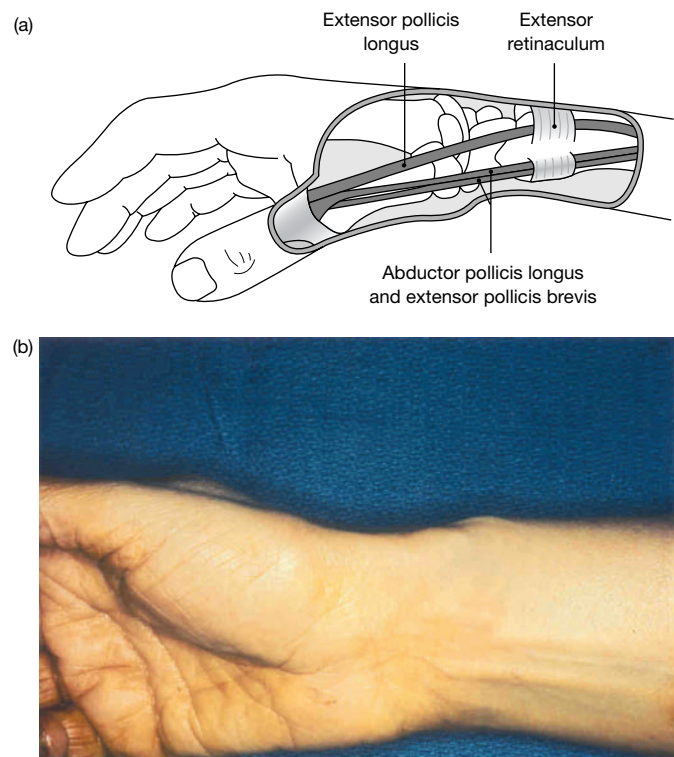 (a)
Extensor pollicis
longus
Extensor
retinaculum
Abductor pollicis longus
and extensor pollicis brevis
(b)